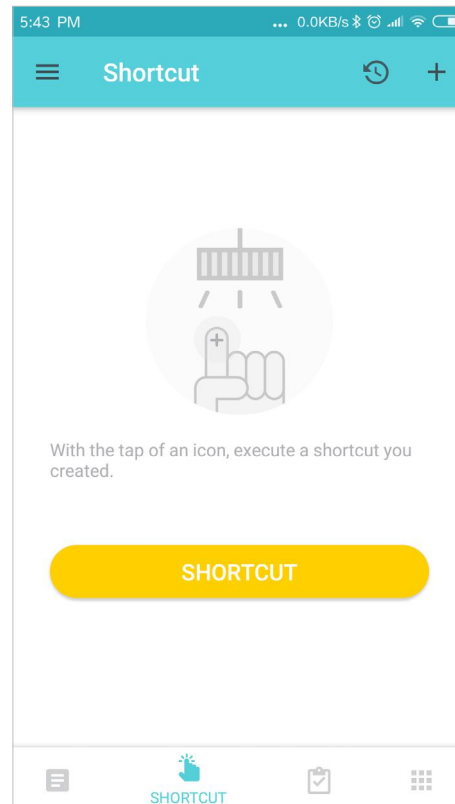 5:43 PM ... 0.0KB/s
Shortcut
With the tap of an icon, execute a shortcut you
created.
SHORTCUT
SHORTCUT